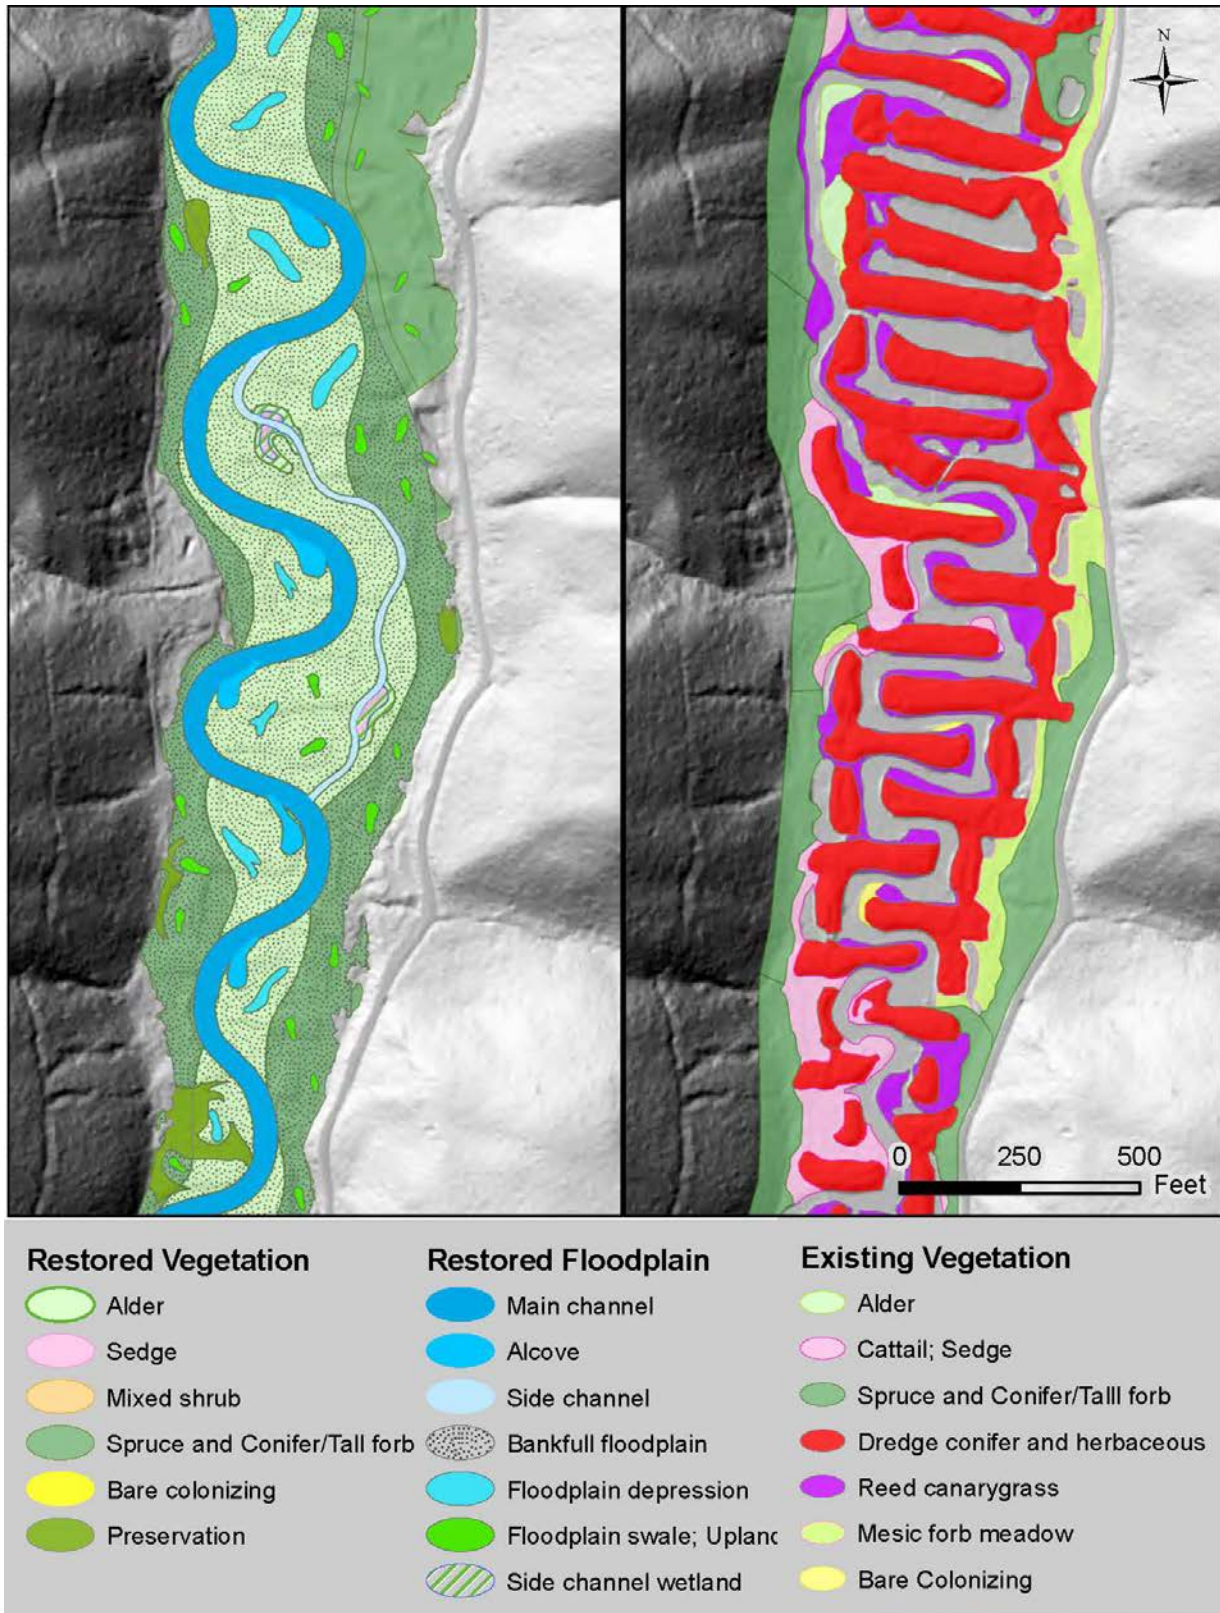 N
0 250 500
Feet
Restored Vegetation
Alder
Sedge
Mixed shrub
Spruce and Conifer/Tall forb
Bare colonizing
Preservation
Restored Floodplain
Main channel
Alcove
Side channel
Bankfull floodplain
Floodplain depression
Floodplain swale; Uplanc
Side channel wetland
Existing Vegetation
Alder
Cattail; Sedge
Spruce and Conifer/Talll forb
Dredge conifer and herbaceous
Reed canarygrass
Mesic forb meadow
Bare Colonizing